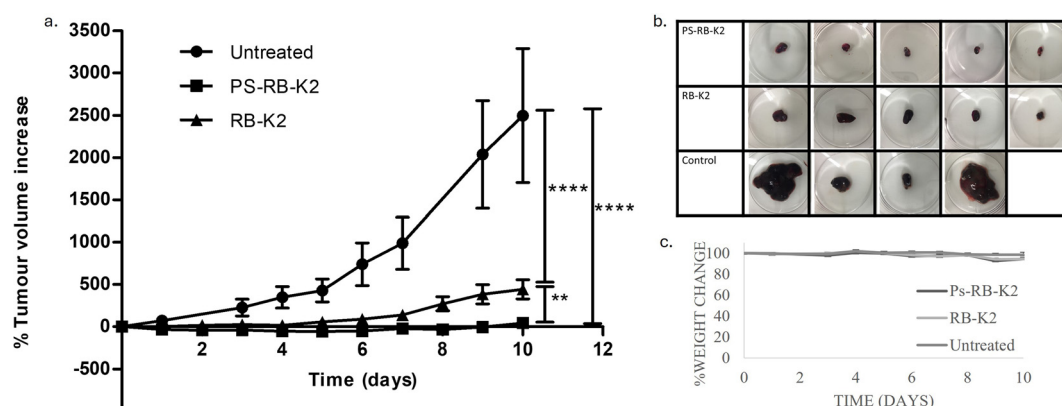 a.
3500
3000
2500
2000
1500
1000
500
0
-500
% Tumour volume increase
Untreated
PS-RB-K2
RB-K2
****
****
**
2 4 6 8 10 12
Time (days)
b.
PS-RB-K2
RB-K2
Control
c.
%WEIGHT CHANGE
100
80
60
40
20
0
Ps-RB-K2
RB-K2
Untreated
0 2 4 6 8 10
TIME (DAYS)